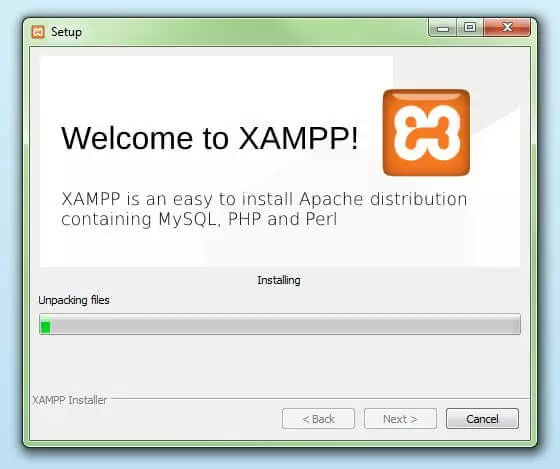 Setup
Welcome to XAMPP!
XAMPP is an easy to install Apache distribution
containing MySQL, PHP and Perl
Installing
Unpacking files
XAMPP Installer
< Back
Next >
Cancel